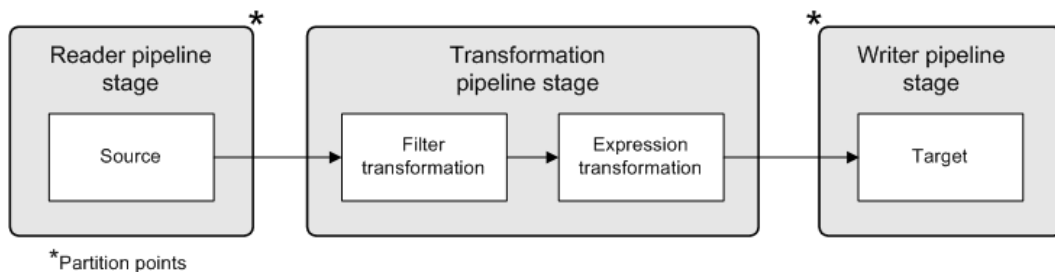 *
*
Reader pipeline
stage
Transformation
pipeline stage
Writer pipeline
stage
Source
Filter
transformation
Expression
transformation
Target
*Partition points